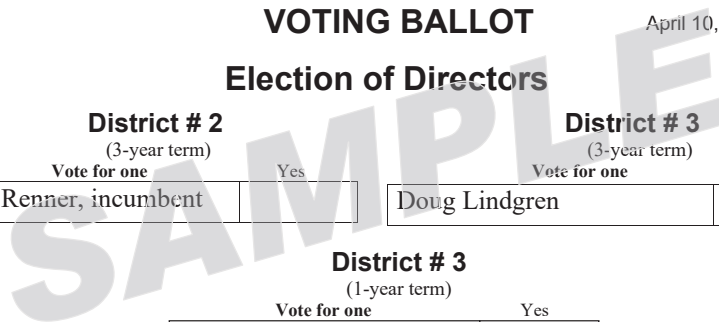 VOTING BALLOT April 10,
Election of Directors
SAMPLE
District # 2
(3-year term)
Vote for one Yes
Renner, incumbent
District # 3
(3-year term)
Vote for one
Doug Lindgren
District # 3
(1-year term)
Vote for one Yes